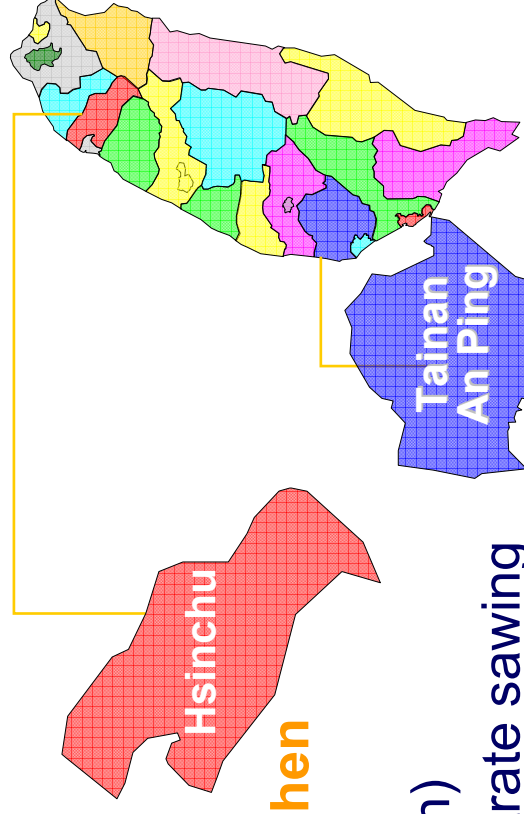 Tainan
An Ping
Hsinchu
hen
n)
rate sawing